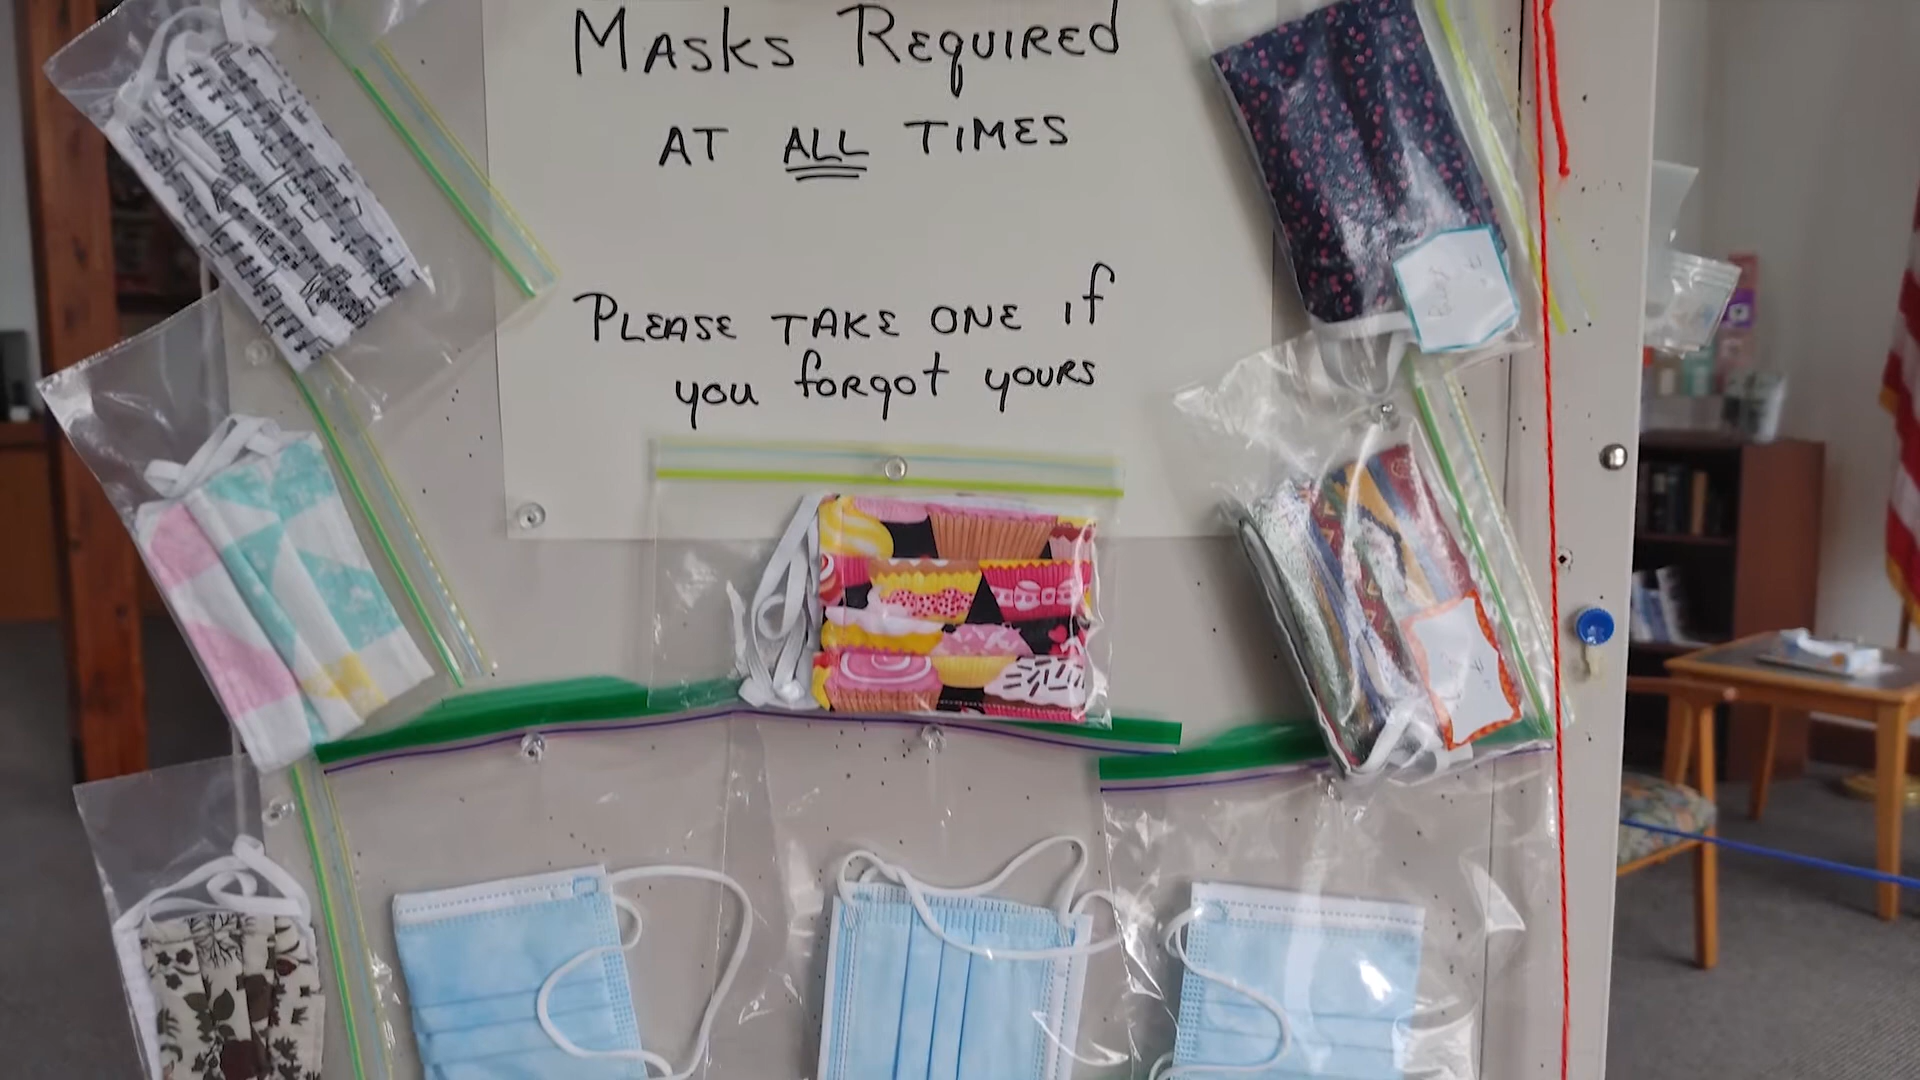 Masks Required
AT ALL TIMES
PLEASE TAKE ONE if
you forgot yours